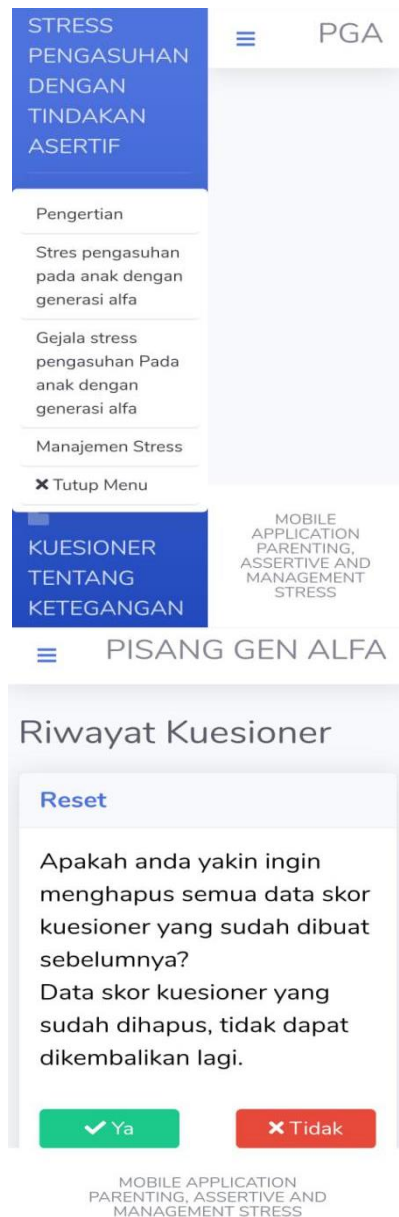 STRESS
PENGASUHAN
DENGAN
TINDAKAN
ASERTIF
Pengertian
Stres pengasuhan
pada anak dengan
generasi alfa
Gejala stress
pengasuhan Pada
anak dengan
generasi alfa
Manajemen Stress
Tutup Menu
KUESIONER
TENTANG
KETEGANGAN
PGA
MOBILE
APPLICATION
PARENTING,
ASSERTIVE AND
MANAGEMENT
STRESS
PISANG GEN ALFA
Riwayat Kuesioner
Reset
Apakah anda yakin ingin
menghapus semua data skor
kuesioner yang sudah dibuat
sebelumnya?
Data skor kuesioner yang
sudah dihapus, tidak dapat
dikembalikan lagi.
Ya
Tidak
MOBILE APPLICATION
PARENTING, ASSERTIVE AND
MANAGEMENT STRESS